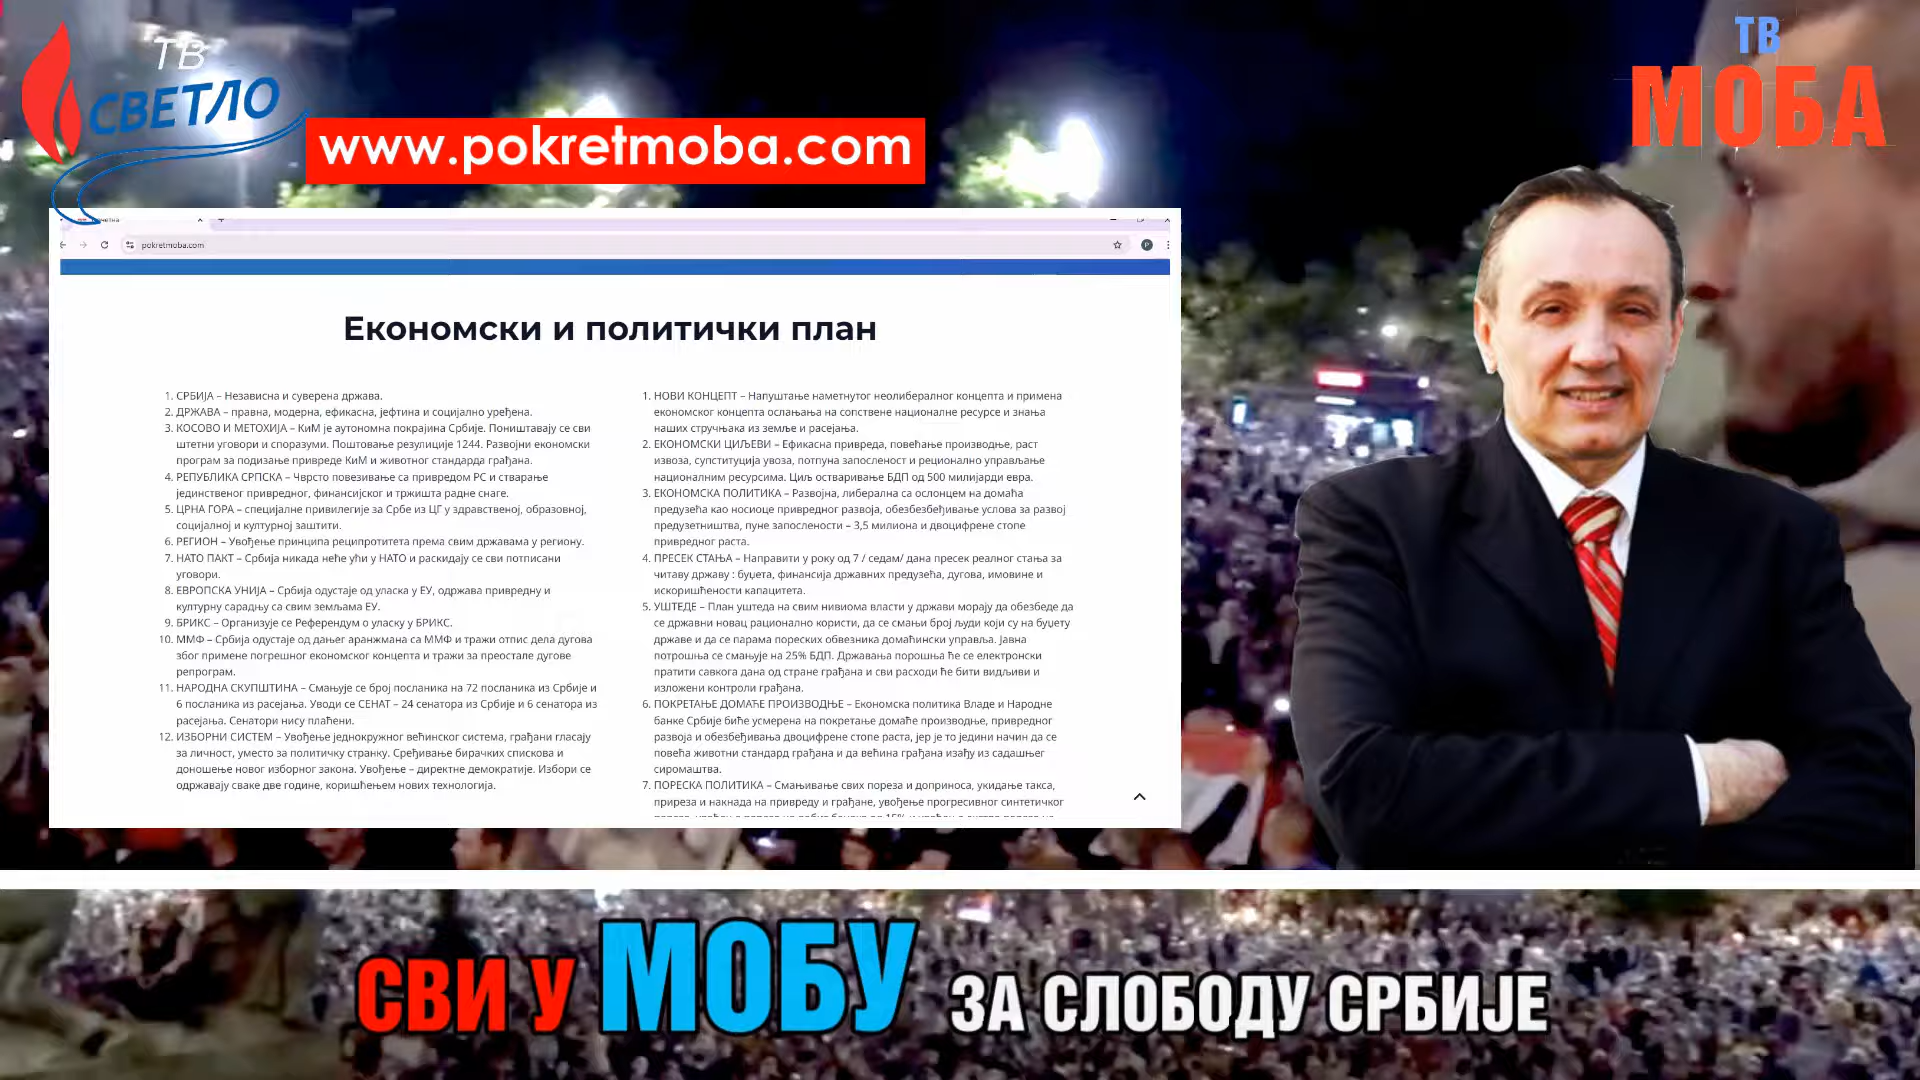 ТВ
СВЕТЛО
ТВ
МОБА
www.pokretmoba.com
pokretmoba.com
P
Економски и политички план
1. СРБИЈА – Независна и суверена држава.
2. ДРЖАВА – правна, модерна, ефикасна, јефтина и социјално уређена.
3. КОСОВО И МЕТОХИЈА – КиМ је аутономна покрајина Србије. Поништавају се сви
штетни уговори и споразуми. Поштовање резулиције 1244. Развојни економски
програм за подизање привреде КиМ и животног стандарда грађана.
4. РЕПУБЛИКА СРПСКА – Чврсто повезивање са привредом РС и стварање
јединственог привредног, финансијског и тржишта радне снаге.
5. ЦРНА ГОРА – специјалне привилегије за Србе из ЦГ у здравственој, образовној,
социјалној и културној заштити.
6. РЕГИОН – Увођење принципа реципротитета према свим државама у региону.
7. НАТО ПАКТ – Србија никада неће ући у НАТО и раскидају се сви потписани
уговори.
8. ЕВРОПСКА УНИЈА – Србија одустаје од уласка у ЕУ, одржава привредну и
културну сарадњу са свим земљама ЕУ.
9. БРИКС – Организује се Референдум о уласку у БРИКС.
10. ММФ – Србија одустаје од даљег аранжмана са ММФ и тражи отпис дела дугова
због примене погрешног економског концепта и тражи за преостале дугове
репрограм.
11. НАРОДНА СКУПШТИНА – Смањује се број посланика на 72 посланика из Србије и
6 посланика из расејања. Уводи се СЕНАТ – 24 сенатора из Србије и 6 сенатора из
расејања. Сенатори нису плаћени.
12. ИЗБОРНИ СИСТЕМ – Увођење једнокружног већинског система, грађани гласају
за личност, уместо за политичку странку. Сређивање бирачких спискова и
доношење новог изборног закона. Увођење – директне демократије. Избори се
одржавају сваке две године, коришћењем нових технологија.
1. НОВИ КОНЦЕПТ – Напуштање наметнутог неолибералног концепта и примена
економског концепта ослањања на сопствене националне ресурсе и знања
наших стручњака из земље и расејања.
2. ЕКОНОМСКИ ЦИЉЕВИ – Ефикасна привреда, повећање производње, раст
извоза, супституција увоза, потпуна запосленост и реционално управљање
националним ресурсима. Циљ остваривање БДП од 500 милијарди евра.
3. ЕКОНОМСКА ПОЛИТИКА – Развојна, либерална са ослонцем на домаћа
предузећа као носиоце привредног развоја, обезбезбеђивање услова за развој
предузетништва, пуне запослености – 3,5 милиона и двоцифрене стопе
привредног раста.
4. ПРЕСЕК СТАЊА – Направити у року од 7 / седам/ дана пресек реалног стања за
читаву државу : буџета, финансија државних предузећа, дугова, имовине и
искоришћености капацитета.
5. УШТЕДЕ – План уштеда на свим нивиома власти у држави морају да обезбеде да
се државни новац рационално користи, да се смањи број људи који су на буџету
државе и да се парама пореских обвезника домаћински управља. Јавна
потрошња се смањује на 25% БДП. Државања порошња ће се електронски
пратити савкога дана од стране грађана и сви расходи ће бити видљиви и
изложени контроли грађана.
6. ПОКРЕТАЊЕ ДОМАЋЕ ПРОИЗВОДЊЕ – Економска политика Владе и Народне
банке Србије биће усмерена на покретање домаће производње, привредног
развоја и обезбеђивања двоцифрене стопе раста, јер је то једини начин да се
повећа животни стандард грађана и да већина грађана изађу из садашњег
сиромаштва.
7. ПОРЕСКА ПОЛИТИКА – Смањивање свих пореза и доприноса, укидање такса,
приреза и накнада на привреду и грађане, увођење прогресивног синтетичког
СВИ У МОБУ ЗА СЛОБОДУ СРБИЈЕ